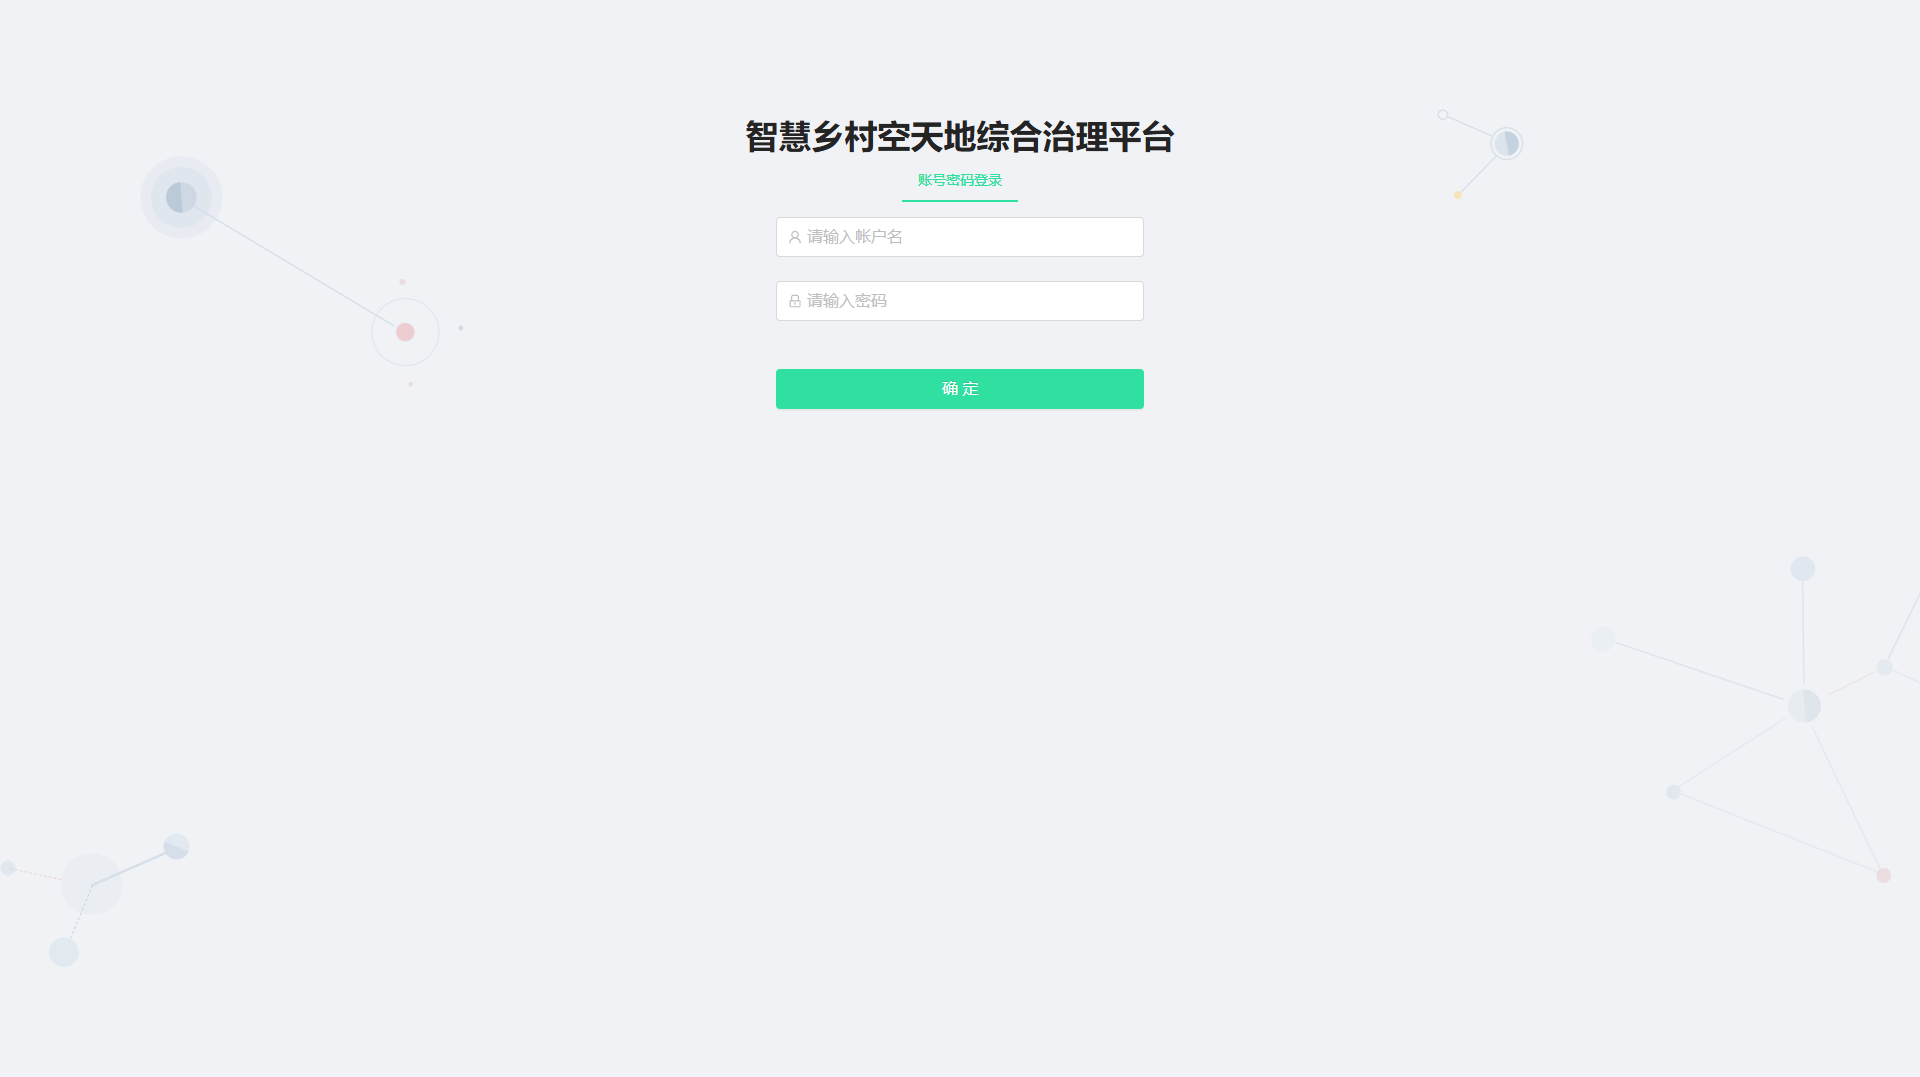 智慧乡村空天地综合治理平台
账号密码登录
请输入帐户名
请输入密码
确 定